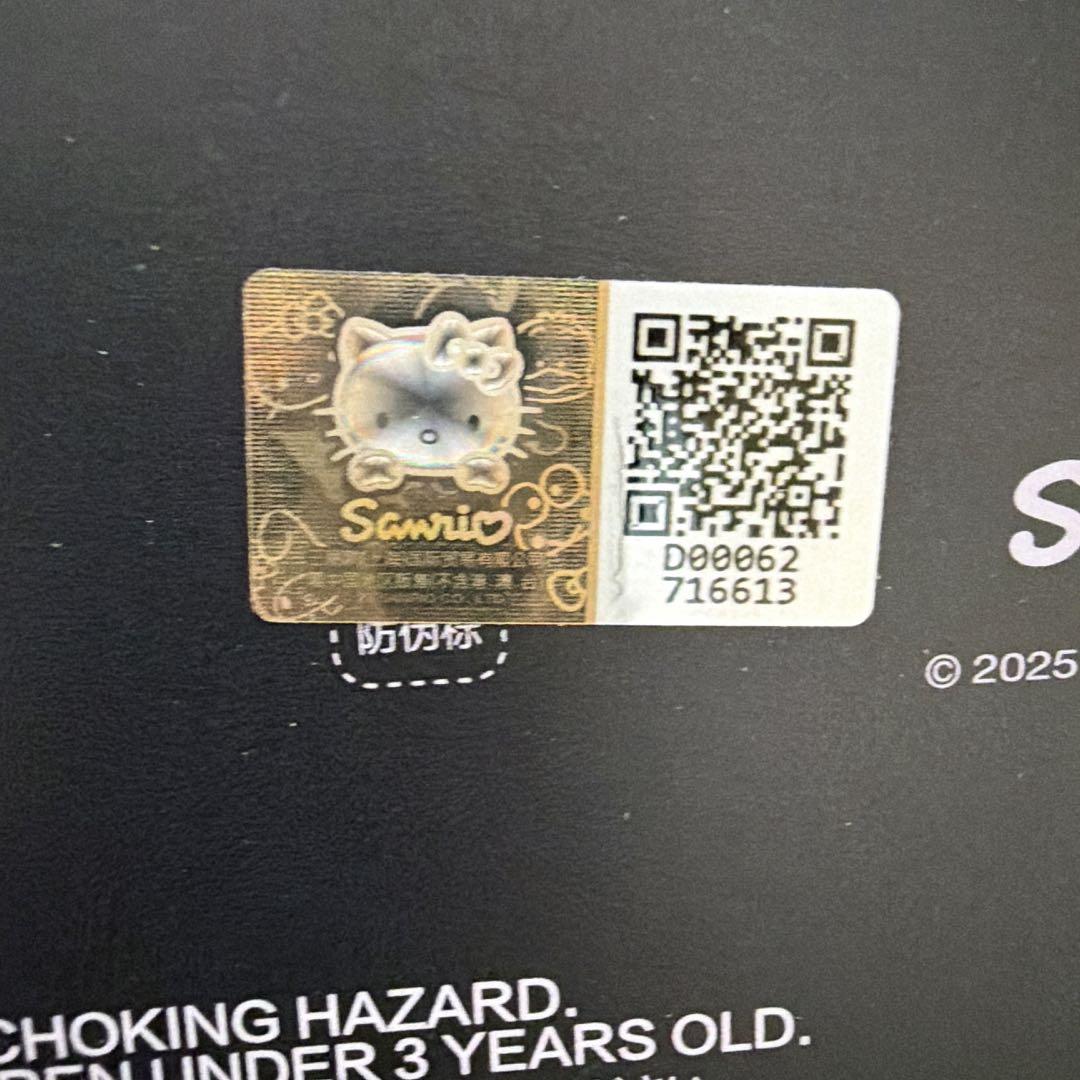 Sanrio
D00062
716613
防伪标
S
© 2025
CHOKING HAZARD.
REN UNDER 3 YEARS OLD.